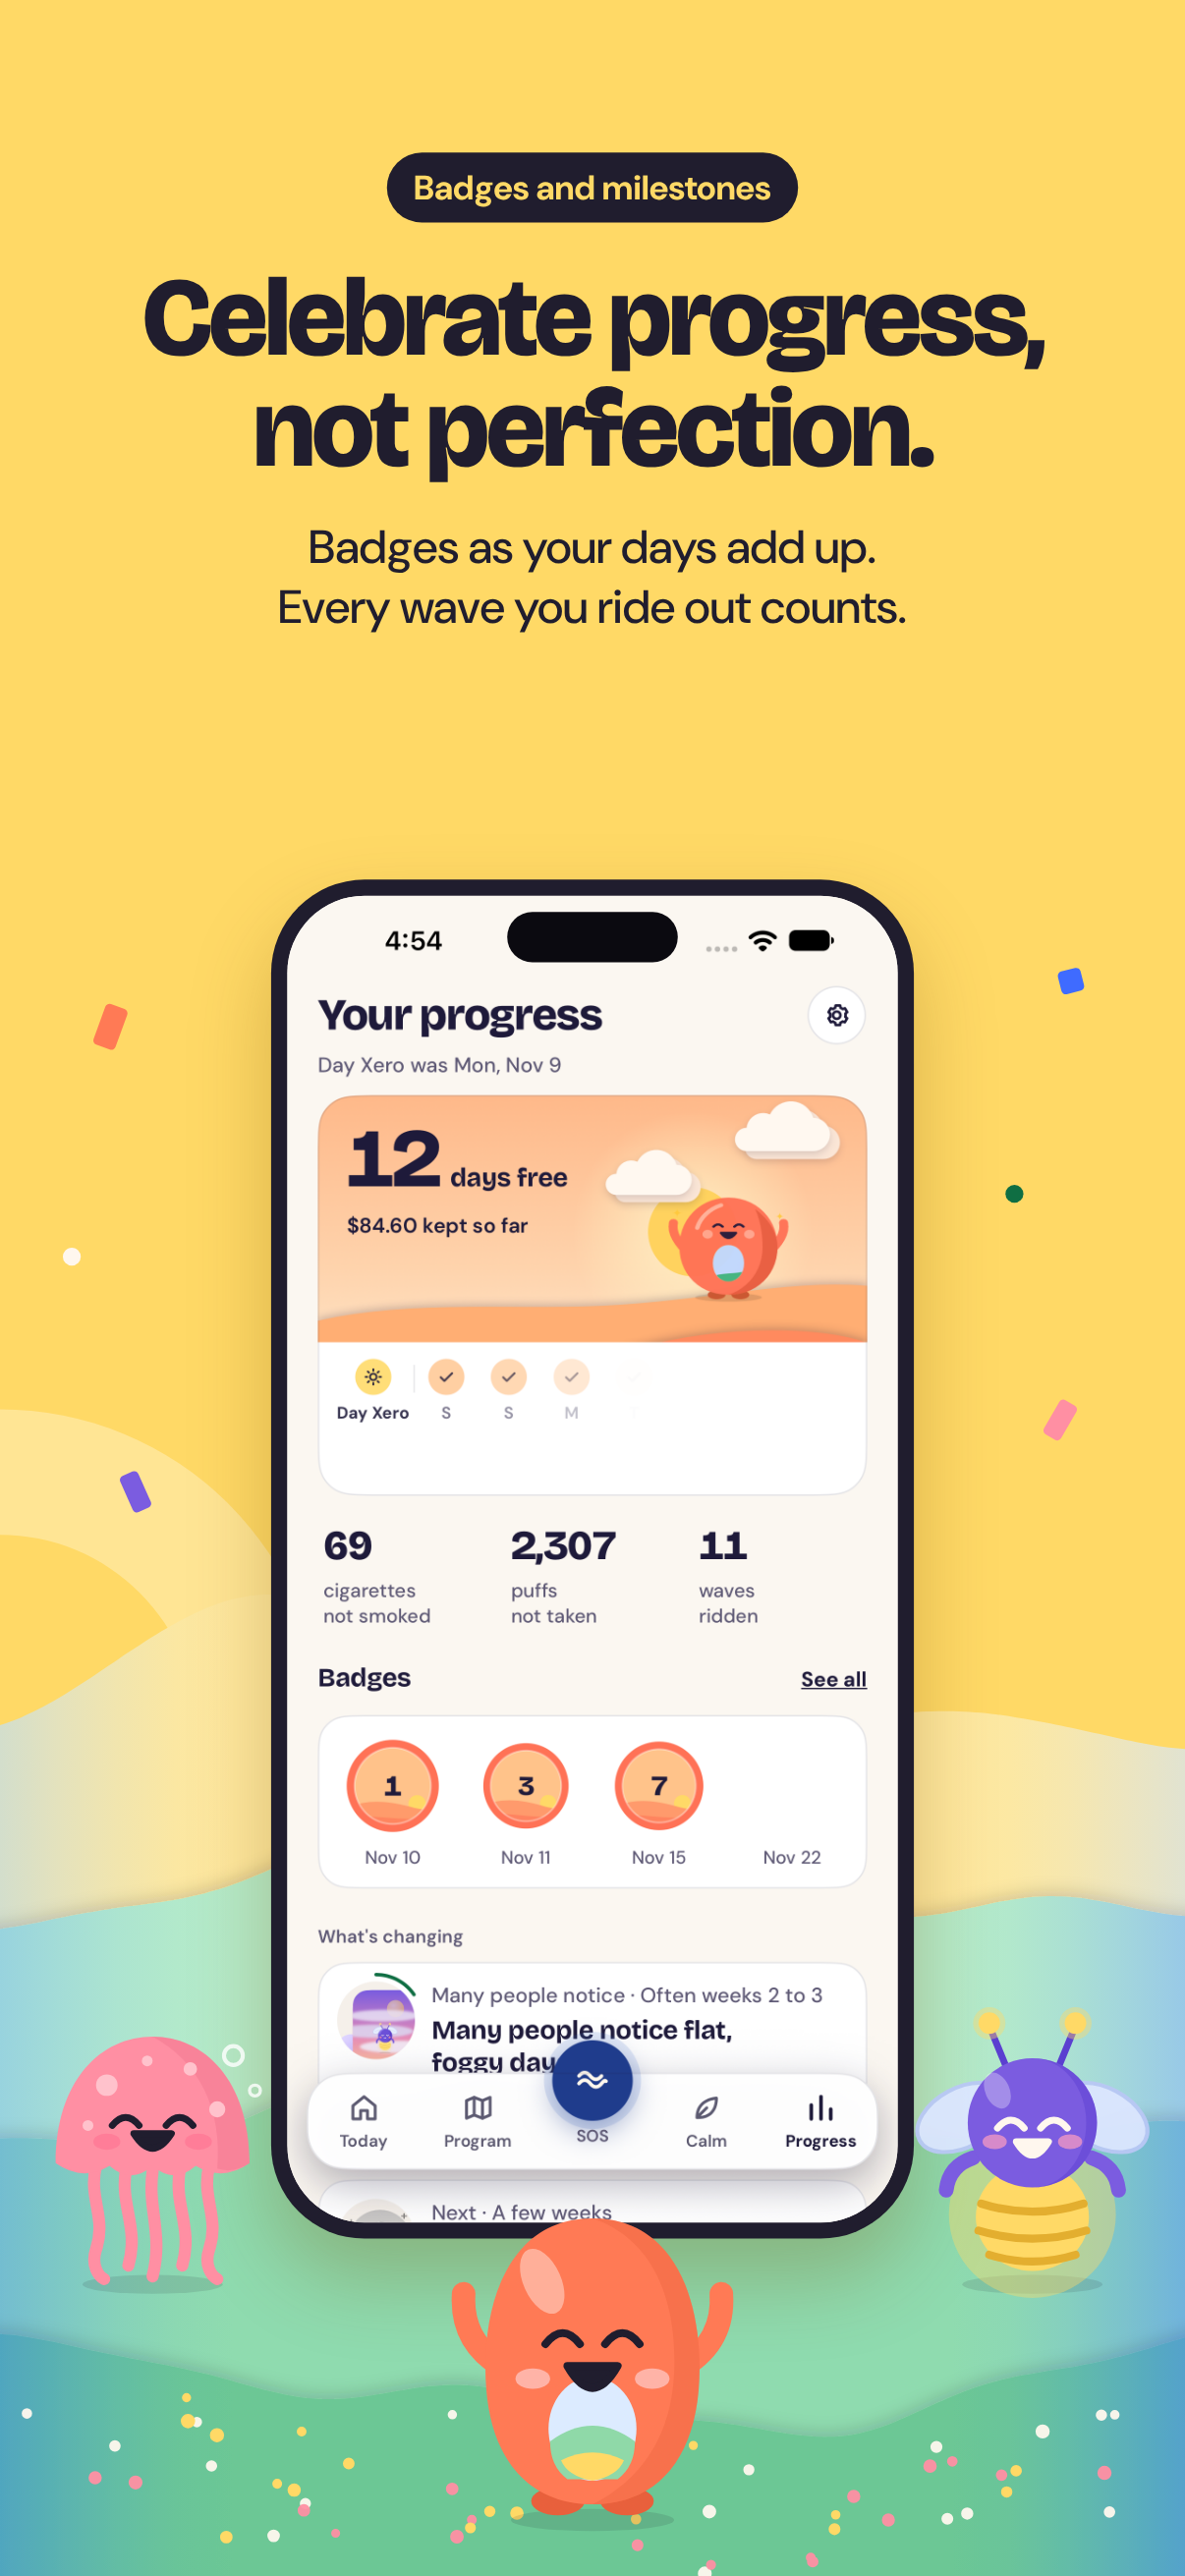 Badges and milestones
Celebrate progress,
not perfection.
Badges as your days add up.
Every wave you ride out counts.
4:54
Your progress
Day Xero was Mon, Nov 9
12 days free
$84.60 kept so far
Day Xero S S M
69 2,307 11
cigarettes puffs waves
not smoked not taken ridden
Badges See all
1 3 7
Nov 10 Nov 11 Nov 15 Nov 22
What's changing
Many people notice · Often weeks 2 to 3
Many people notice flat,
foggy day
Today Program SOS Calm Progress
Next · A few weeks